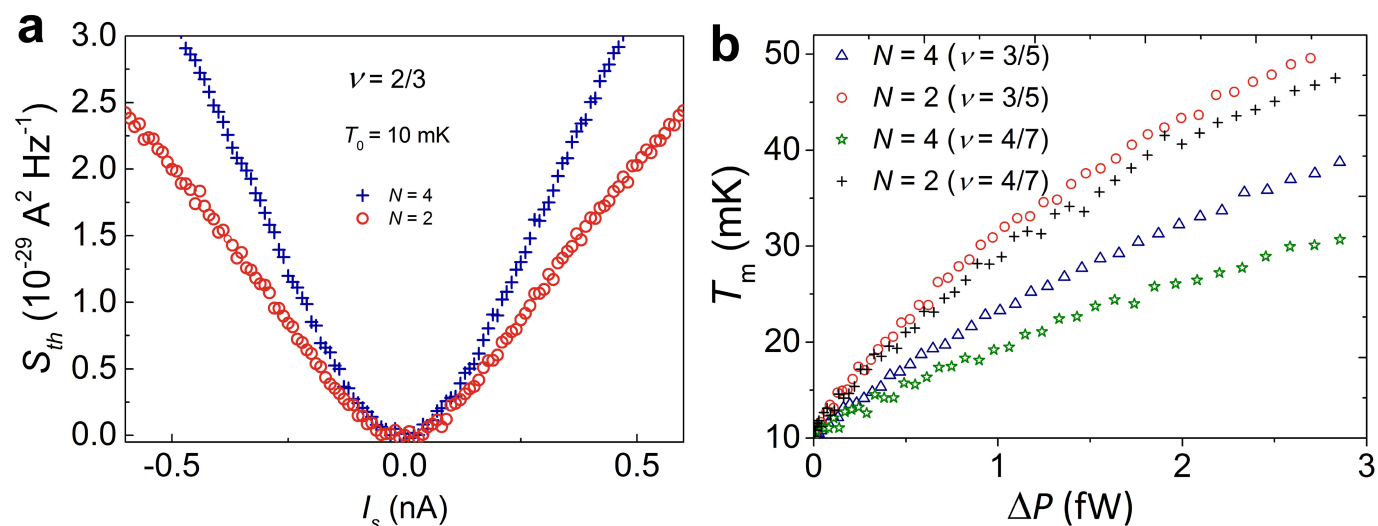 a
3.0
2.5
2.0
1.5
1.0
0.5
0.0
S_th (10^-29 A^2 Hz^-1)
ν = 2/3
T_0 = 10 mK
N = 4
N = 2
-0.5 0.0 0.5
I_s (nA)
b
50
40
30
20
10
T_m (mK)
N = 4 (ν = 3/5)
N = 2 (ν = 3/5)
N = 4 (ν = 4/7)
N = 2 (ν = 4/7)
0 1 2 3
ΔP (fW)